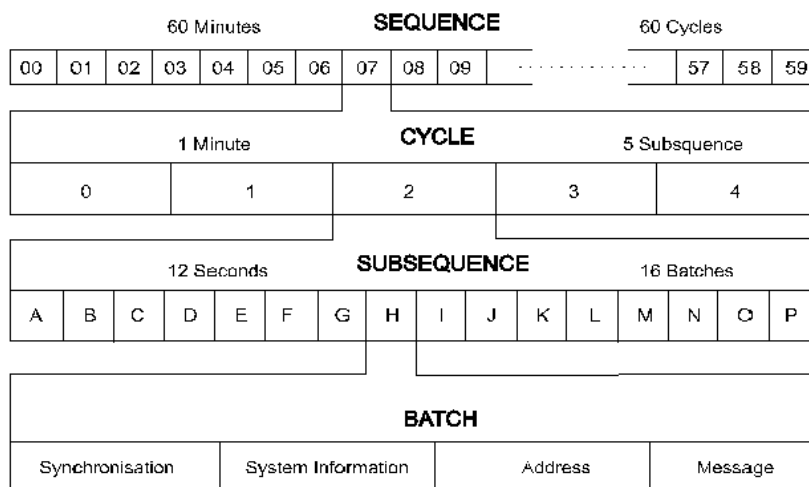 60 Minutes SEQUENCE 60 Cycles
00 01 02 03 04 05 06 07 08 09 57 58 59
1 Minute CYCLE 5 Subsquence
0 1 2 3 4
12 Seconds SUBSEQUENCE 16 Batches
A B C D E F G H I J K L M N O P
BATCH
Synchronisation System Information Address Message